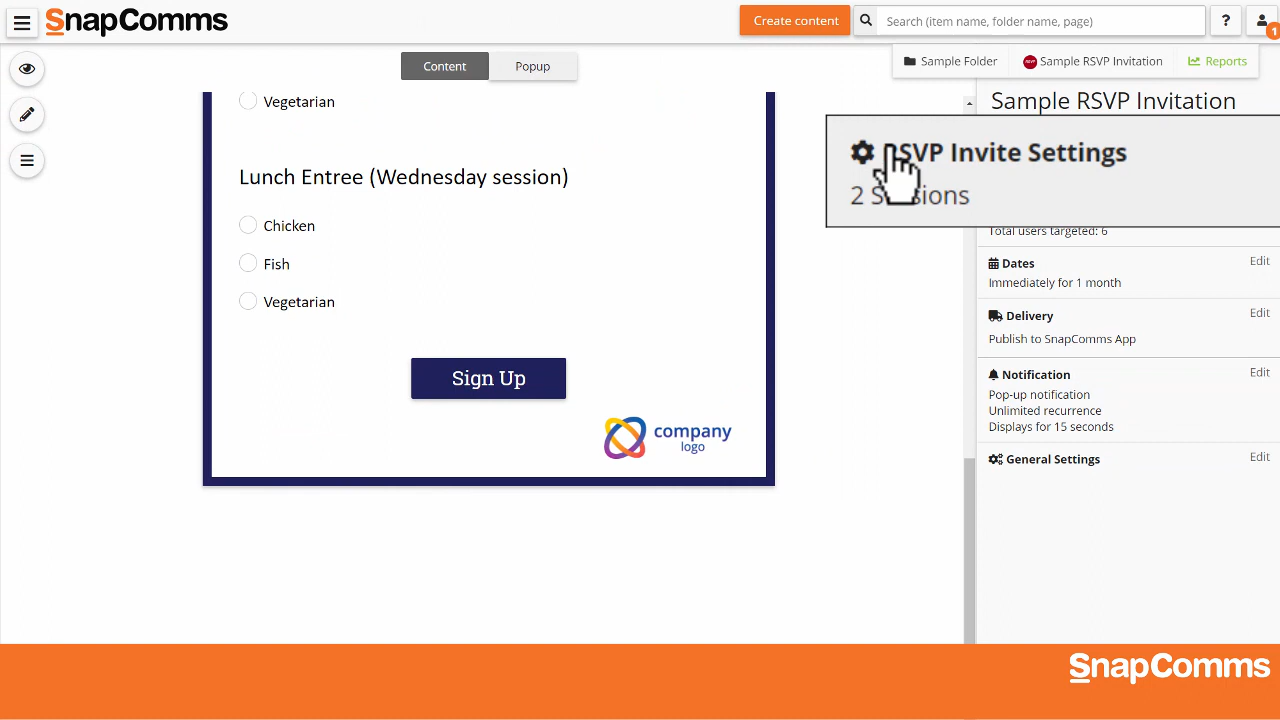 SnapComms
Create content
Search (item name, folder name, page)
?
1
Content
Popup
Sample Folder
RSVP
Sample RSVP Invitation
Reports
Vegetarian
Lunch Entree (Wednesday session)
Chicken
Fish
Vegetarian
Sign Up
company
logo
Sample RSVP Invitation
RSVP Invite Settings
2 Sessions
Total users targeted: 6
Dates
Edit
Immediately for 1 month
Delivery
Edit
Publish to SnapComms App
Notification
Edit
Pop-up notification
Unlimited recurrence
Displays for 15 seconds
General Settings
Edit
SnapComms